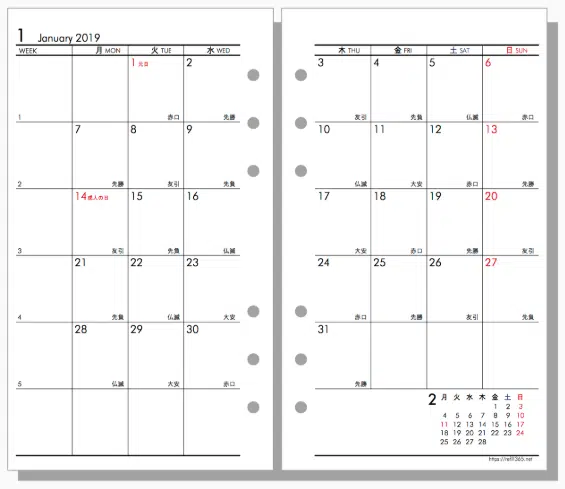 1 January 2019
WEEK 月 MON 火 TUE 水 WED
1元日 2
1 赤口 先勝
7 8 9
2 先勝 友引 先負
14成人の日 15 16
3 友引 先負 仏滅
21 22 23
4 先負 仏滅 大安
28 29 30
5 仏滅 大安 赤口
木 THU 金 FRI 土 SAT 日 SUN
3 4 5 6
友引 先負 仏滅 赤口
10 11 12 13
仏滅 大安 赤口 先勝
17 18 19 20
大安 赤口 先勝 友引
24 25 26 27
赤口 先勝 友引 先負
31
先勝
2 月 火 水 木 金 土 日
1 2 3
4 5 6 7 8 9 10
11 12 13 14 15 16 17
18 19 20 21 22 23 24
25 26 27 28
https://refill365.net